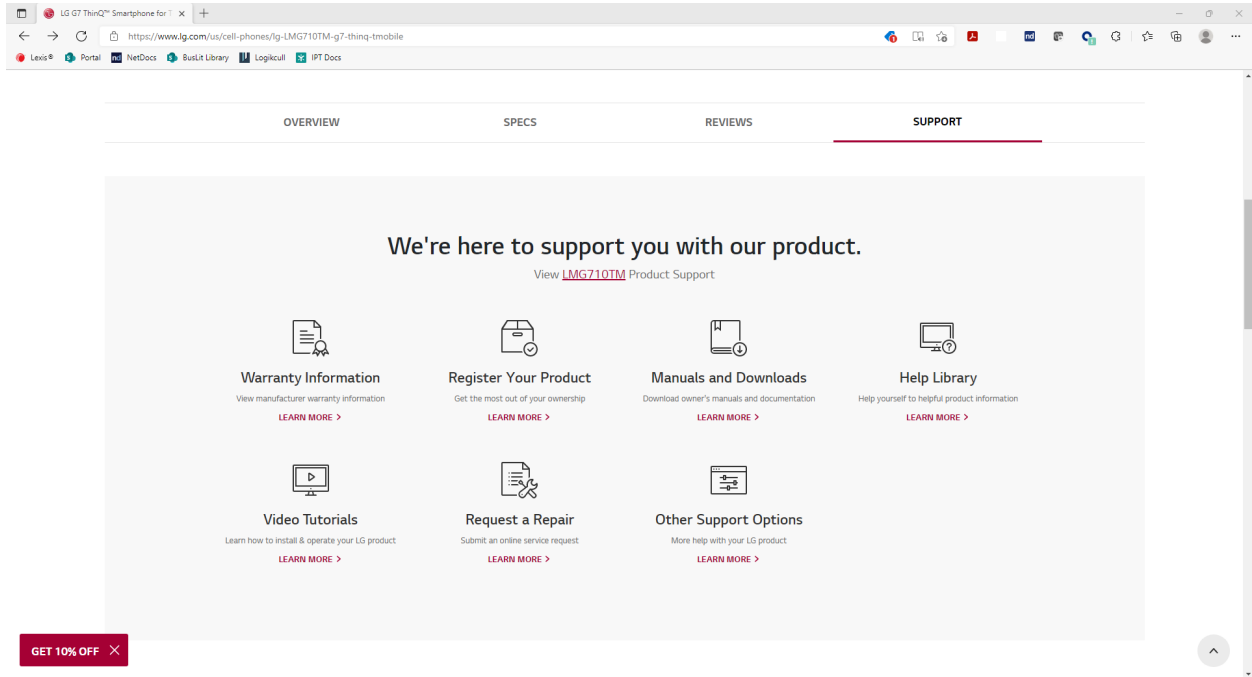 LG G7 ThinQ™ Smartphone for T
https://www.lg.com/us/cell-phones/lg-LMG710TM-g7-thinq-tmobile
Lexis® Portal nd NetDocs BusLit Library Logikcull IPT Docs
OVERVIEW SPECS REVIEWS SUPPORT
We're here to support you with our product.
View LMG710TM Product Support
Warranty Information Register Your Product Manuals and Downloads Help Library
View manufacturer warranty information Get the most out of your ownership Download owner's manuals and documentation Help yourself to helpful product information
LEARN MORE > LEARN MORE > LEARN MORE > LEARN MORE >
Video Tutorials Request a Repair Other Support Options
Learn how to install & operate your LG product Submit an online service request More help with your LG product
LEARN MORE > LEARN MORE > LEARN MORE >
GET 10% OFF